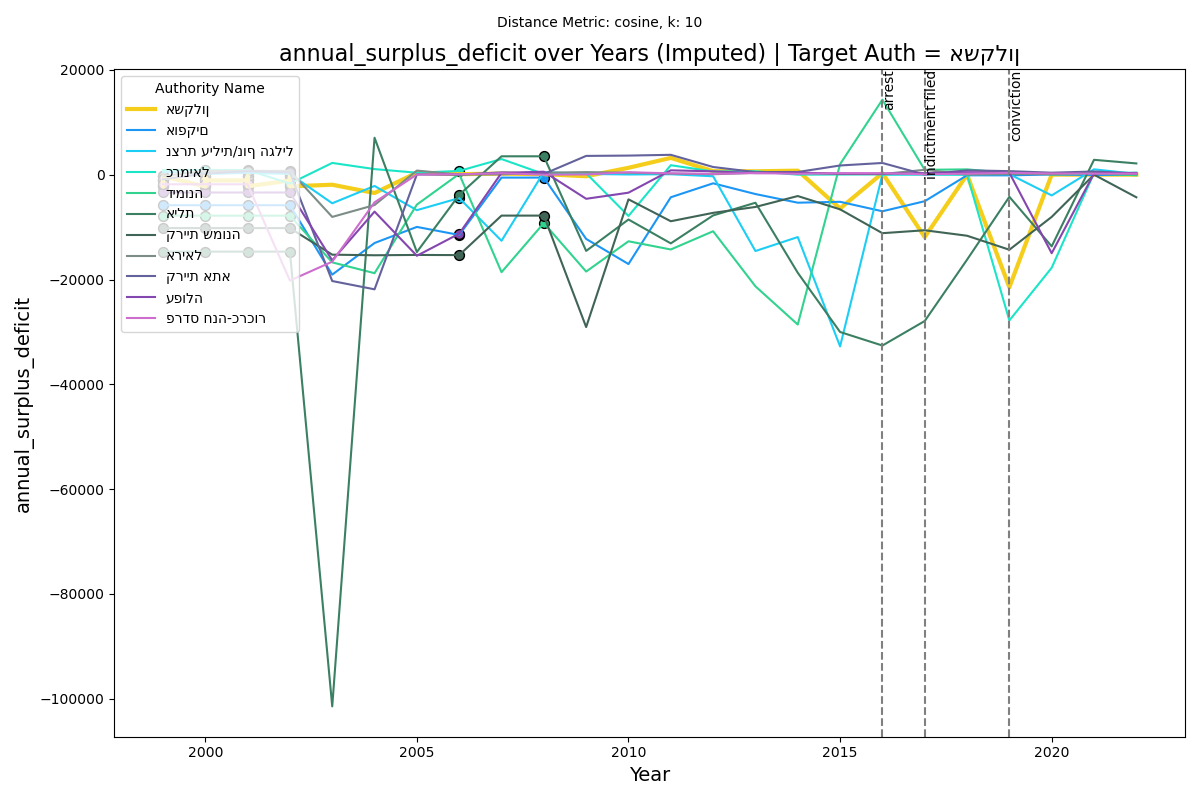 Distance Metric: cosine, k: 10
annual_surplus_deficit over Years (Imputed) | Target Auth = אשקלון
20000
0
−20000
−40000
−60000
−80000
−100000
annual_surplus_deficit
Authority Name
אשקלון
אופקים
נצרת עילית/נוף הגליל
כרמיאל
דימונה
אילת
קריית שמונה
אריאל
קריית אתא
עפולה
פרדס חנה-כרכור
arrest
indictment filed
conviction
2000
2005
2010
2015
2020
Year